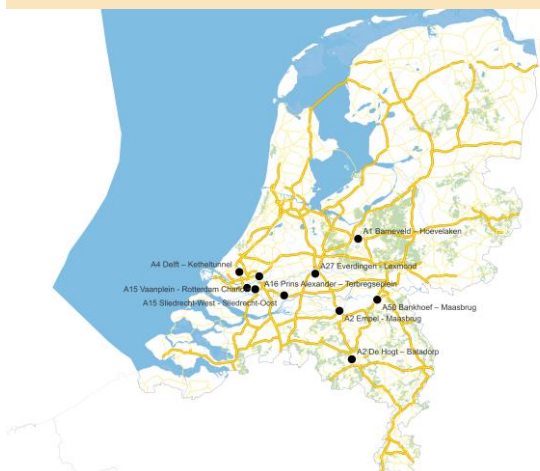 A1 Barneveld – Hoevelaken
A4 Delft – Ketheltunnel
A27 Everdingen - Lexmond
A16 Prins Alexander – Terbregseplein
A15 Vaanplein - Rotterdam Charlois
A15 Sliedrecht-West - Sliedrecht-Oost
A50 Bankhoef – Maasbrug
A2 Empel - Maasbrug
A2 De Hogt – Batadorp